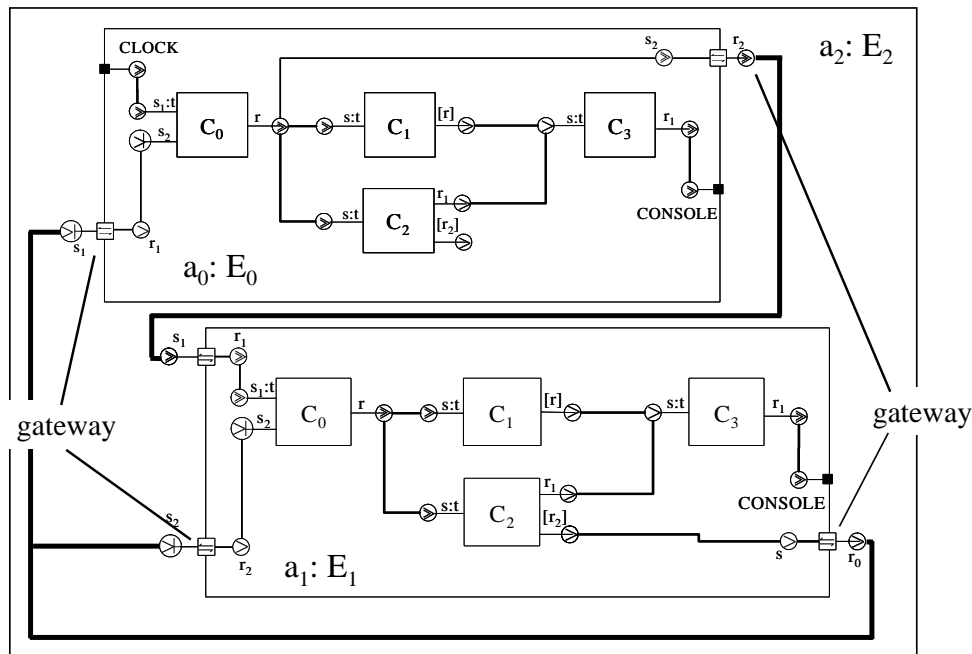 CLOCK
s₂
r₂
a₂: E₂
s₁:t
r
s:t
[r]
s:t
r₁
C₀
C₁
C₃
s₂
r₁
s:t
C₂
[r₂]
CONSOLE
s₁
r₁
a₀: E₀
s₁
r₁
gateway
gateway
s₁:t
r
s:t
[r]
s:t
r₁
C₀
C₁
C₃
s₂
r₁
s:t
C₂
[r₂]
CONSOLE
s₂
r₂
s
r₀
a₁: E₁